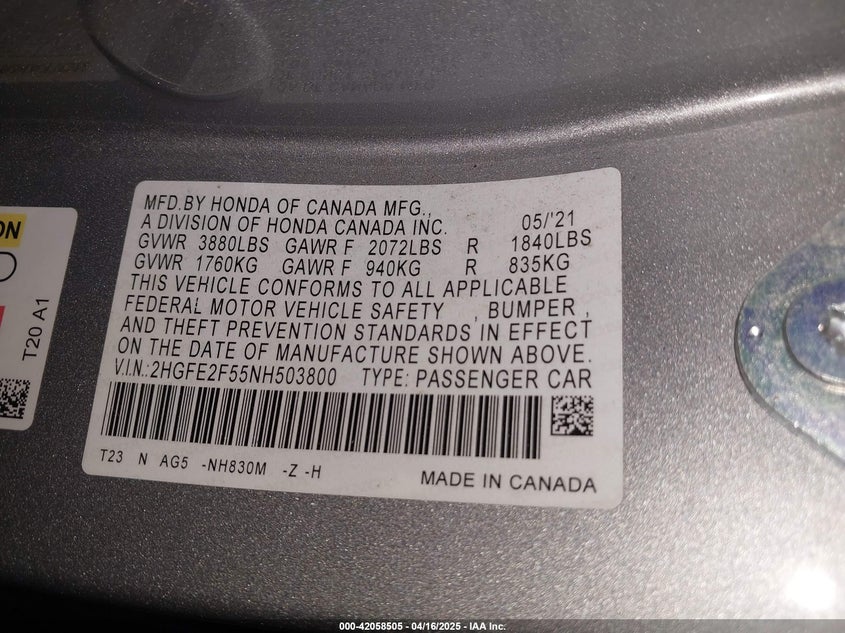 MFD.BY HONDA OF CANADA MFG.,
A DIVISION OF HONDA CANADA INC. 05/'21
GVWR 3880LBS GAWR F 2072LBS R 1840LBS
GVWR 1760KG GAWR F 940KG R 835KG
THIS VEHICLE CONFORMS TO ALL APPLICABLE
FEDERAL MOTOR VEHICLE SAFETY , BUMPER ,
AND THEFT PREVENTION STANDARDS IN EFFECT
ON THE DATE OF MANUFACTURE SHOWN ABOVE.
V.I.N.:2HGFE2F55NH503800 TYPE: PASSENGER CAR
T23 N AG5 -NH830M -Z -H
MADE IN CANADA
T20 A1
000-42058505 - 04/16/2025 - IAA Inc.